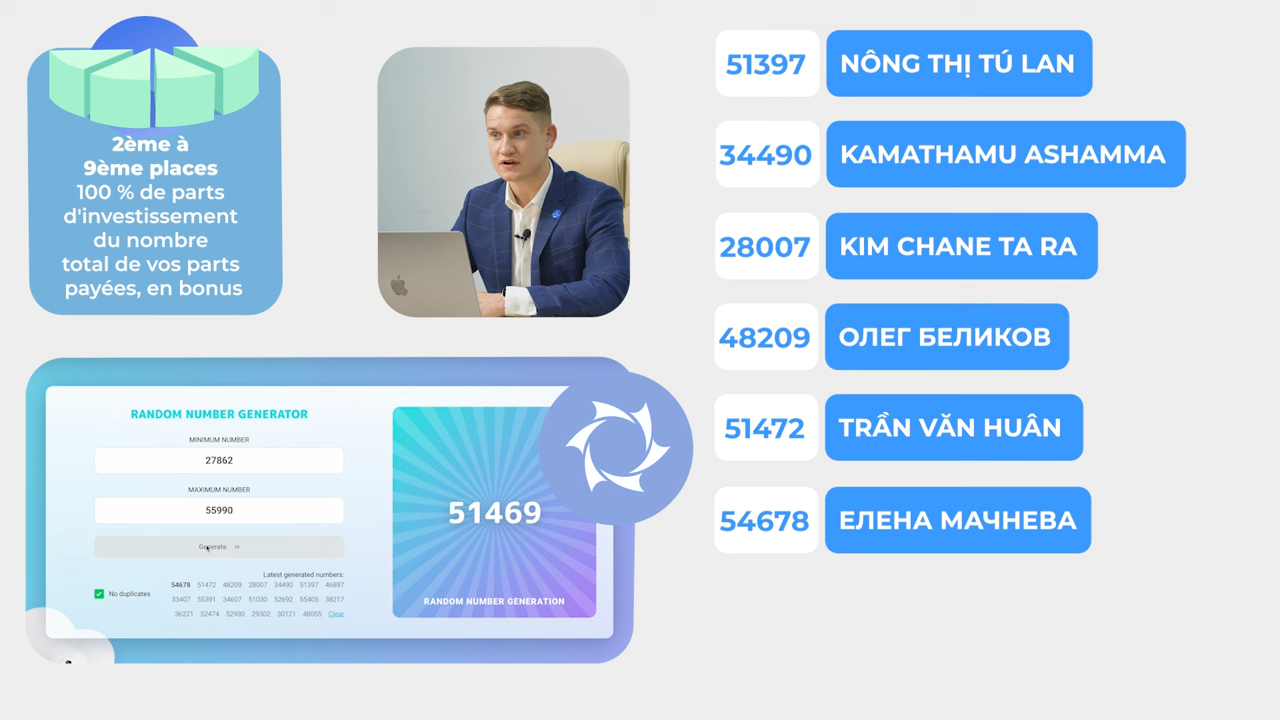 2ème à
9ème places
100 % de parts
d'investissement
du nombre
total de vos parts
payées, en bonus
51397 NÔNG THỊ TÚ LAN
34490 KAMATHAMU ASHAMMA
28007 KIM CHANE TA RA
48209 ОЛЕГ БЕЛИКОВ
51472 TRẦN VĂN HUÂN
54678 ЕЛЕНА МАЧНЕВА
RANDOM NUMBER GENERATOR
MINIMUM NUMBER
27862
MAXIMUM NUMBER
55990
Generate »
Latest generated numbers:
No duplicates
54678 51472 48209 28007 34490 51397 46897
33407 55391 34607 51030 52692 55405 38217
36221 52474 52930 29302 30121 48055 Clear
51469
RANDOM NUMBER GENERATION